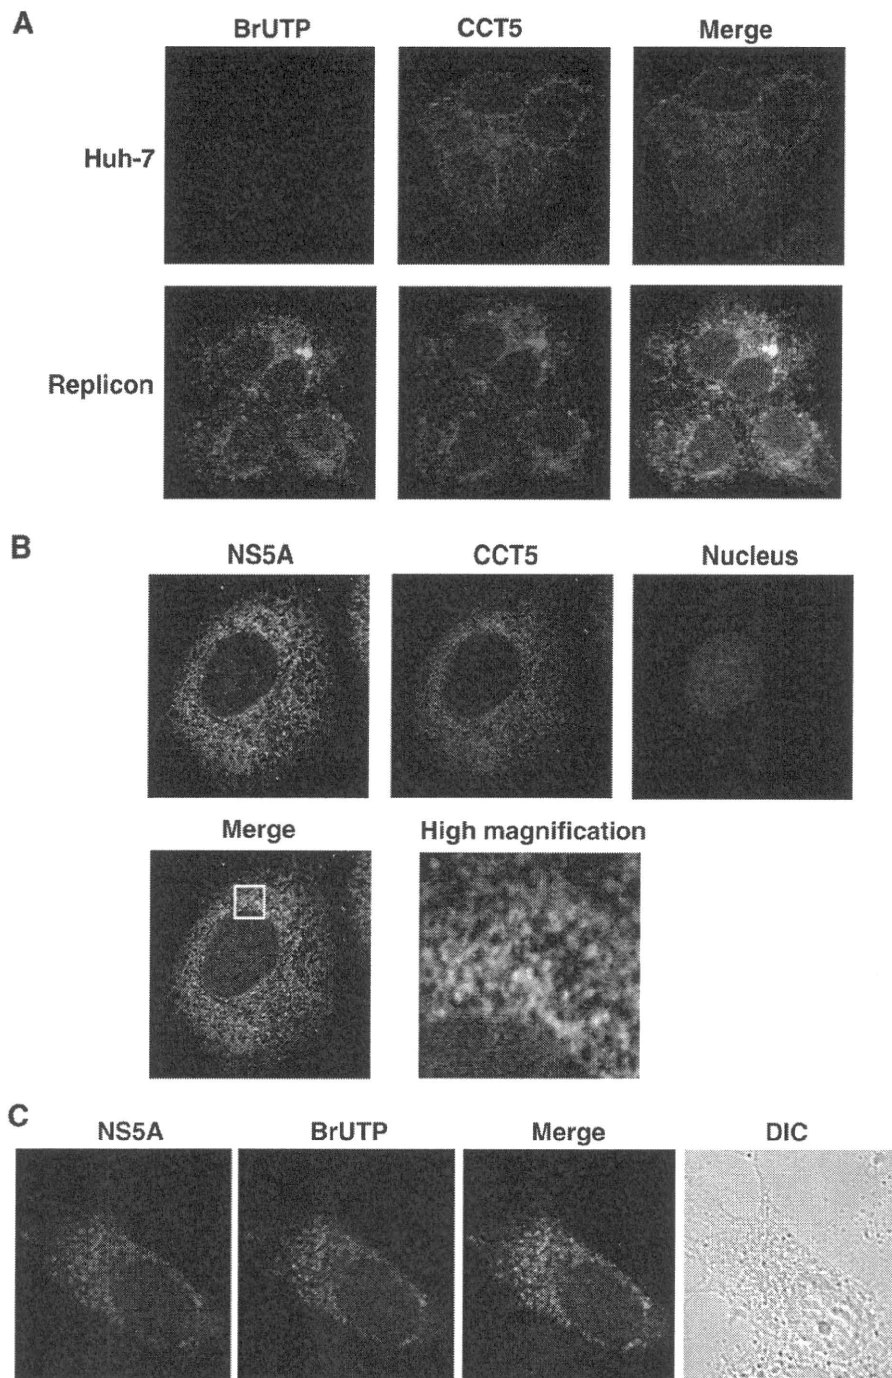 A
BrUTP CCT5 Merge
Huh-7
Replicon
B
NS5A CCT5 Nucleus
Merge High magnification
C
NS5A BrUTP Merge DIC